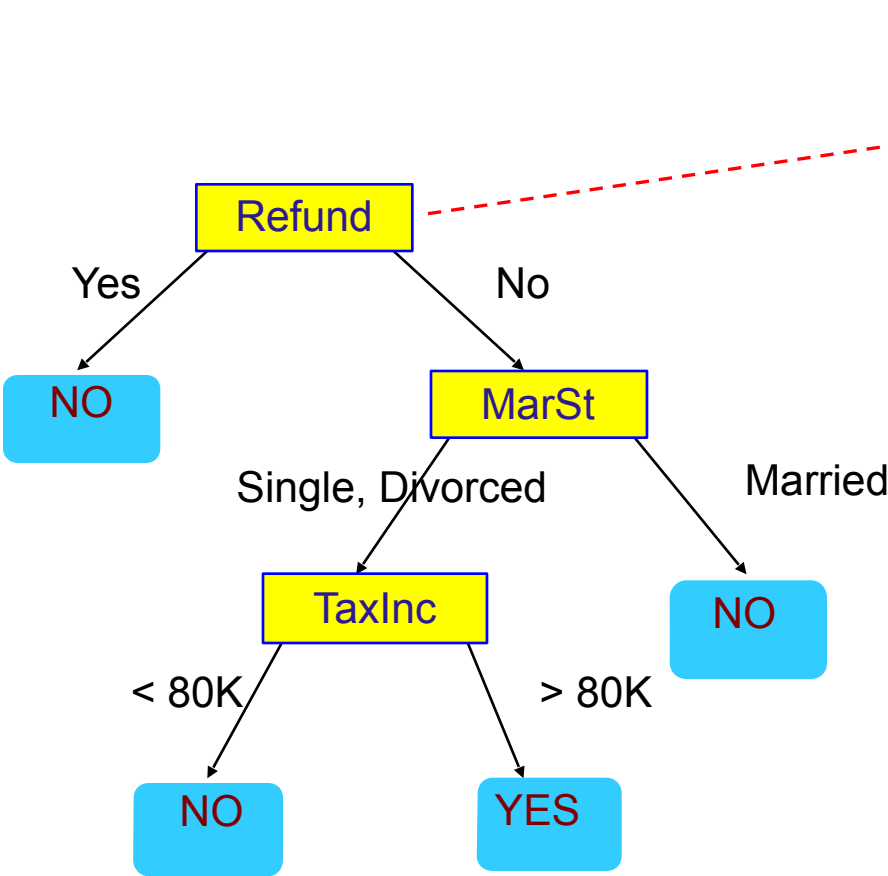 Refund
Yes
No
NO
MarSt
Single, Divorced
Married
TaxInc
NO
< 80K
> 80K
NO
YES